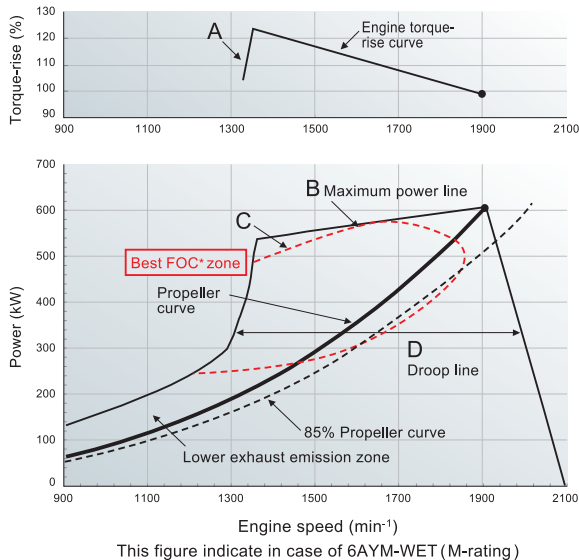 Torque-rise (%)
130
120
110
100
90
A
Engine torque-
rise curve
900
1100
1300
1500
1700
1900
2100
Power (kW)
700
600
500
400
300
200
100
0
B Maximum power line
C
Best FOC* zone
Propeller
curve
D
Droop line
85% Propeller curve
Lower exhaust emission zone
900
1100
1300
1500
1700
1900
2100
Engine speed (min-1)
This figure indicate in case of 6AYM-WET (M-rating)